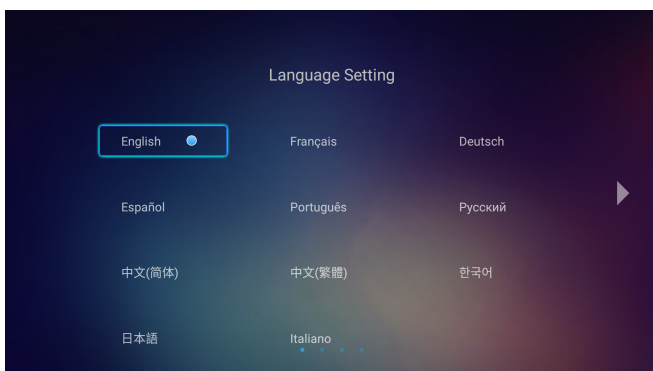 Language Setting
English
Français
Deutsch
Español
Português
Русский
中文(简体)
中文(繁體)
한국어
日本語
Italiano